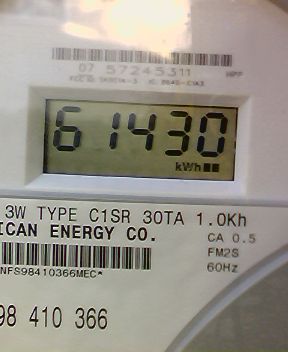 07 57245311
61430
kWh
3W TYPE C1SR 30TA 1.0Kh
ICAN ENERGY CO.
CA 0.5
FM2S
60Hz
NFS98410366MEC*
98 410 366